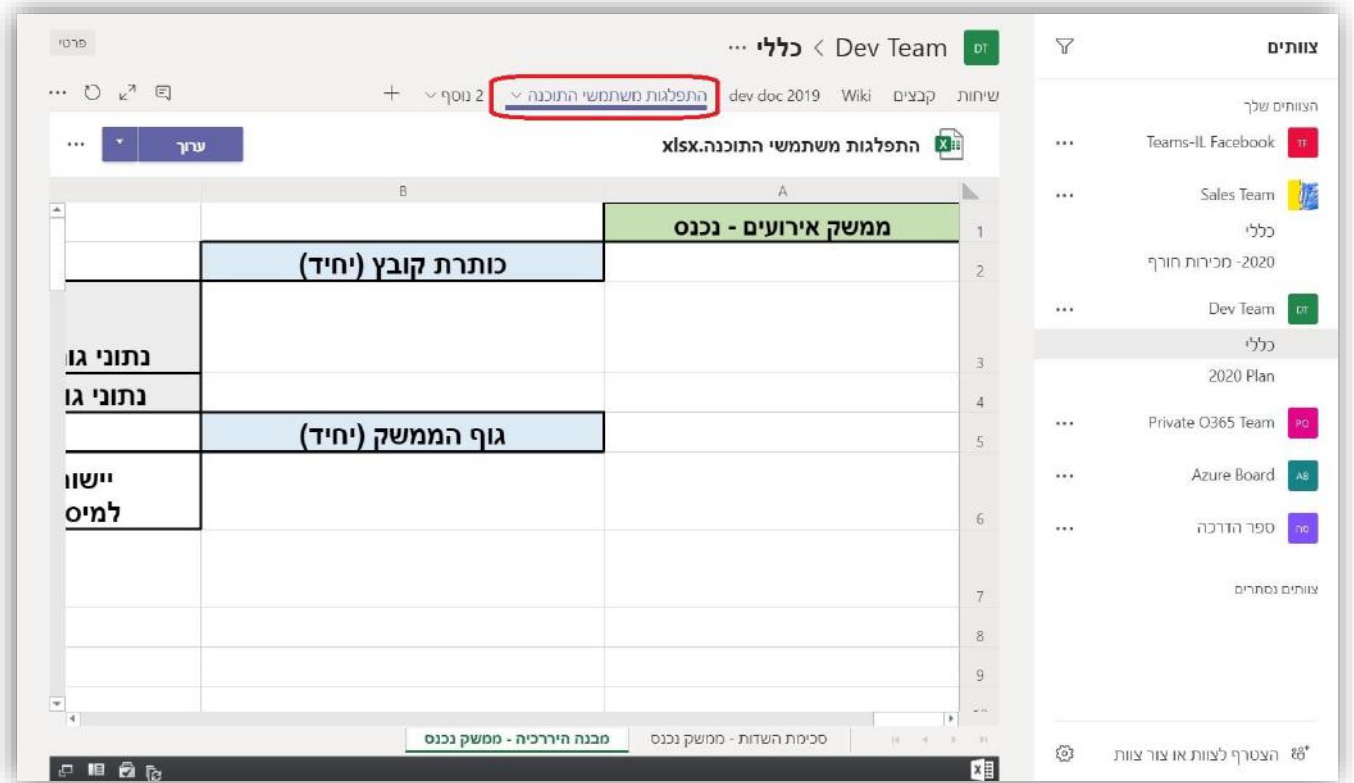 צוותים
הצוותים שלך
TF Teams-IL Facebook
Sales Team
כללי
2020- מכירות חורף
DT Dev Team
כללי
2020 Plan
PO Private O365 Team
AB Azure Board
סה ספר הדרכה
צוותים נסתרים
הצטרף לצוות או צור צוות
DT Dev Team > כללי ...
פרטי
שיחות קבצים Wiki dev doc 2019 התפלגות משתמשי התוכנה 2 נוסף +
התפלגות משתמשי התוכנה.xlsx
ערוך
A B
1 ממשק אירועים - נכנס
2 כותרת קובץ (יחיד)
3 נתוני גו
4 נתוני גו
5 גוף הממשק (יחיד)
יישו
6 למיס
7
8
9
סכימת השדות - ממשק נכנס מבנה היררכיה - ממשק נכנס